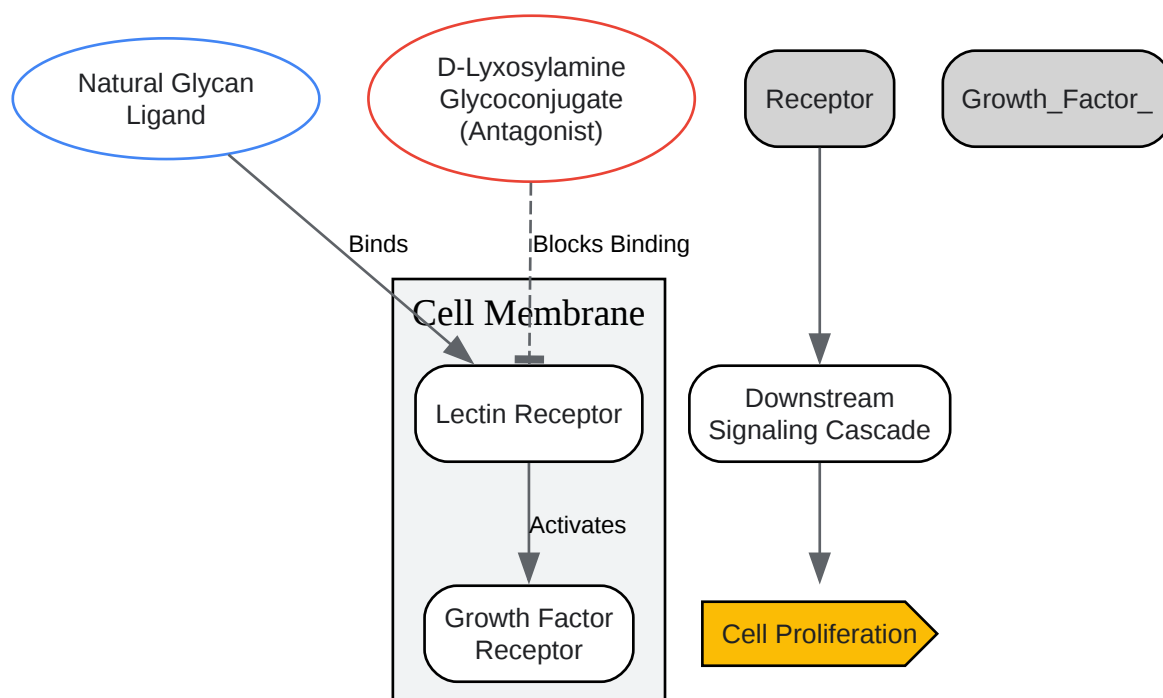 Natural Glycan
Ligand
D-Lyxosylamine
Glycoconjugate
(Antagonist)
Receptor
Growth_Factor_
Binds
Blocks Binding
Cell Membrane
Lectin Receptor
Downstream
Signaling Cascade
Activates
Growth Factor
Receptor
Cell Proliferation